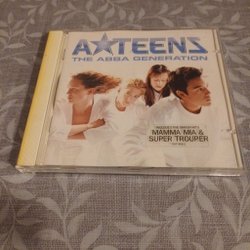 A★TEENS
THE ABBA GENERATION
MAMMA MIA &
SUPER TROUPER